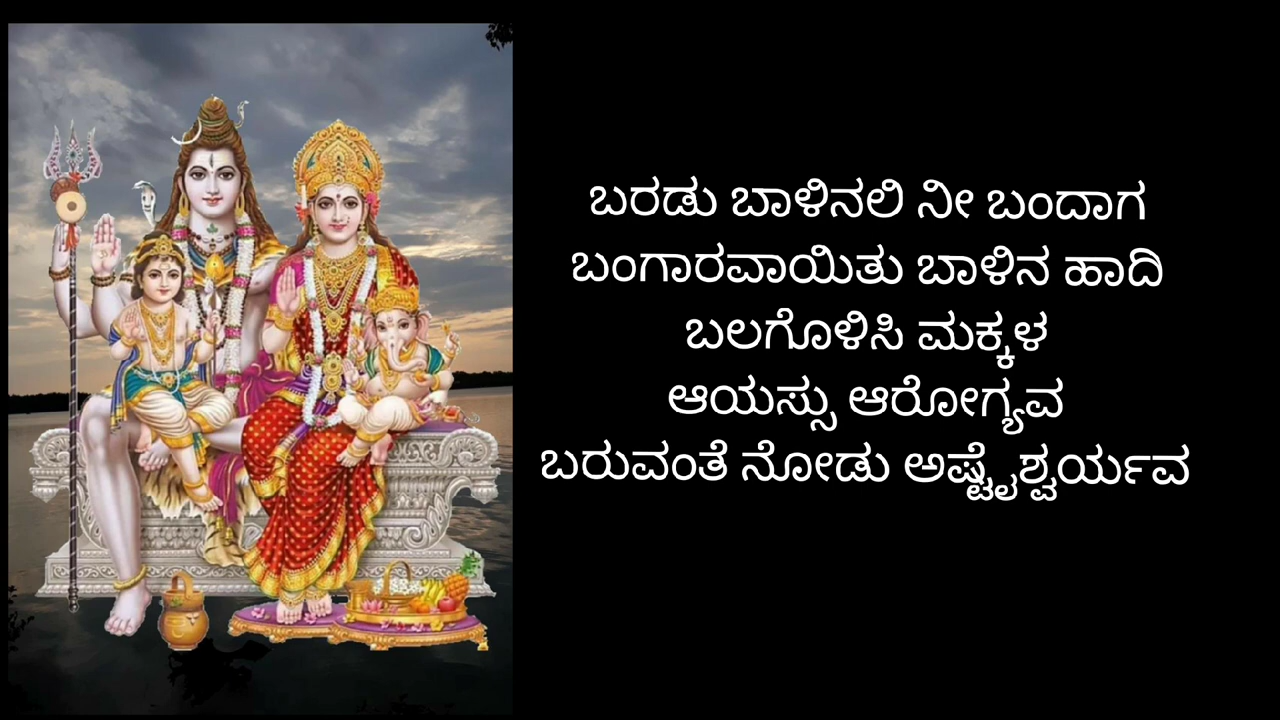 ಬರಡು ಬಾಳಿನಲಿ ನೀ ಬಂದಾಗ
ಬಂಗಾರವಾಯಿತು ಬಾಳಿನ ಹಾದಿ
ಬಲಗೊಳಿಸಿ ಮಕ್ಕಳ
ಆಯಸ್ಸು ಆರೋಗ್ಯವ
ಬರುವಂತೆ ನೋಡು ಅಷ್ಟೈಶ್ವರ್ಯವ